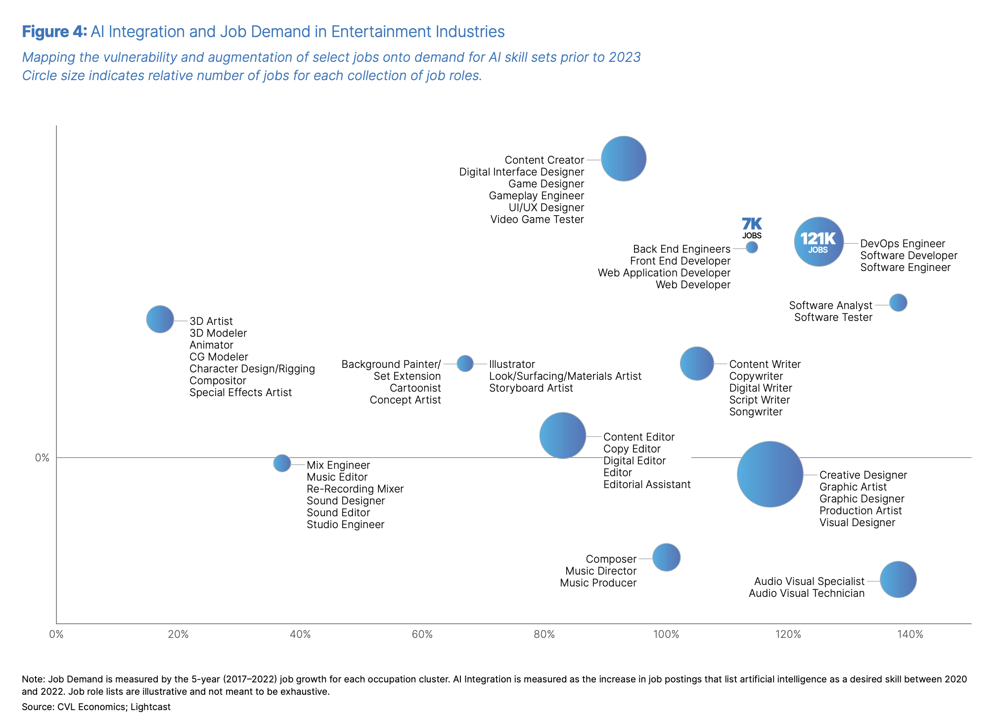 Figure 4: AI Integration and Job Demand in Entertainment Industries
Mapping the vulnerability and augmentation of select jobs onto demand for AI skill sets prior to 2023
Circle size indicates relative number of jobs for each collection of job roles.
Content Creator
Digital Interface Designer
Game Designer
Gameplay Engineer
UI/UX Designer
Video Game Tester
7K
JOBS
Back End Engineers
Front End Developer
Web Application Developer
Web Developer
121K
JOBS
DevOps Engineer
Software Developer
Software Engineer
Software Analyst
Software Tester
3D Artist
3D Modeler
Animator
CG Modeler
Character Design/Rigging
Compositor
Special Effects Artist
Background Painter/
Set Extension
Cartoonist
Concept Artist
Illustrator
Look/Surfacing/Materials Artist
Storyboard Artist
Content Writer
Copywriter
Digital Writer
Script Writer
Songwriter
Content Editor
Copy Editor
Digital Editor
Editor
Editorial Assistant
0%
Mix Engineer
Music Editor
Re-Recording Mixer
Sound Designer
Sound Editor
Studio Engineer
Creative Designer
Graphic Artist
Graphic Designer
Production Artist
Visual Designer
Composer
Music Director
Music Producer
Audio Visual Specialist
Audio Visual Technician
0% 20% 40% 60% 80% 100% 120% 140%
Note: Job Demand is measured by the 5-year (2017–2022) job growth for each occupation cluster. AI Integration is measured as the increase in job postings that list artificial intelligence as a desired skill between 2020
and 2022. Job role lists are illustrative and not meant to be exhaustive.
Source: CVL Economics; Lightcast